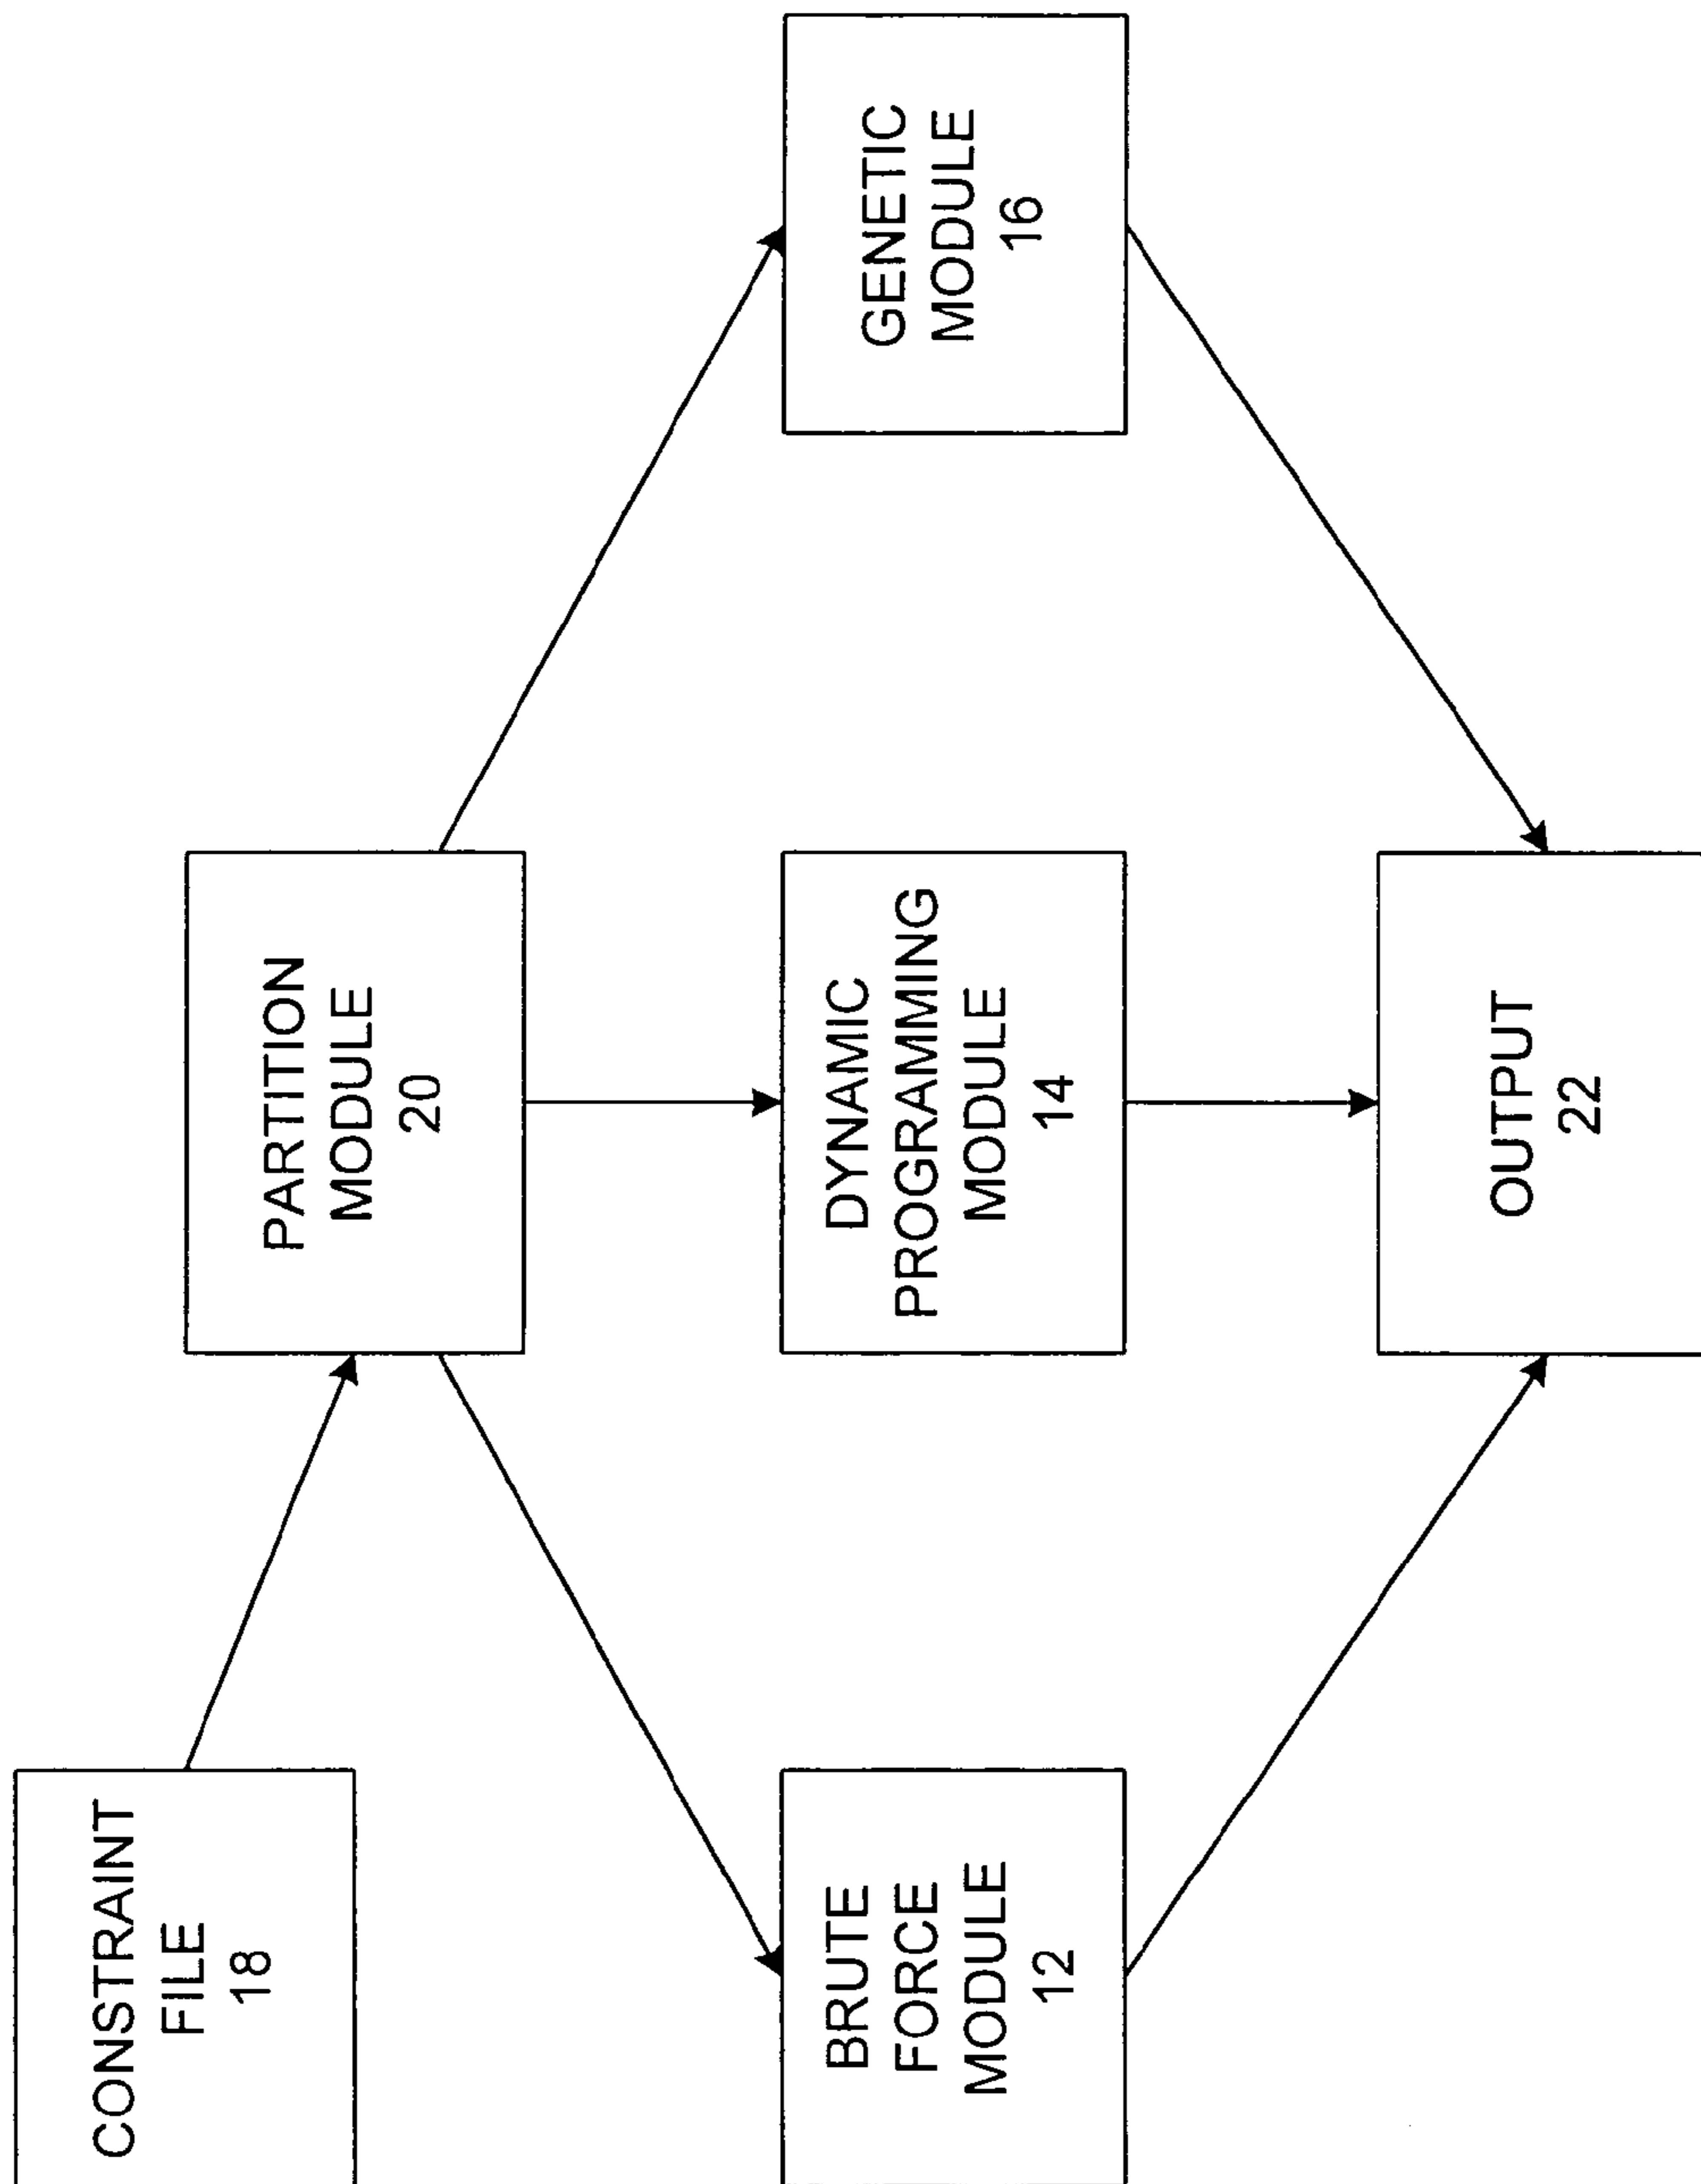 CONSTRAINT
FILE
18
PARTITION
MODULE
20
BRUTE
FORCE
MODULE
12
DYNAMIC
PROGRAMMING
MODULE
14
GENETIC
MODULE
16
OUTPUT
22